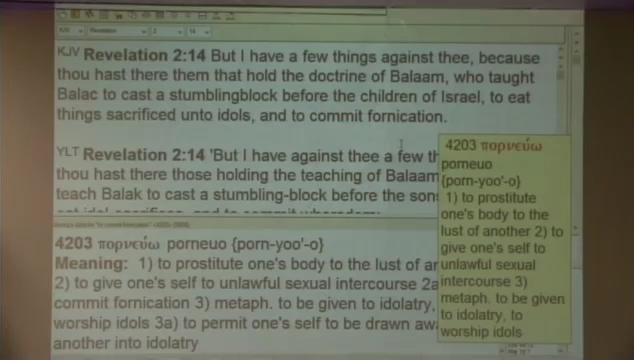 KJV Revelation 2:14 But I have a few things against thee, because
thou hast there them that hold the doctrine of Balaam, who taught
Balac to cast a stumblingblock before the children of Israel, to eat
things sacrificed unto idols, and to commit fornication.
YLT Revelation 2:14 'But I have against thee a few th
thou hast there those holding the teaching of Balaam
teach Balak to cast a stumbling-block before the son
4203 πορνεύω porneuo {porn-yoo'-o}
Meaning: 1) to prostitute one's body to the lust of an
2) to give one's self to unlawful sexual intercourse 2a
commit fornication 3) metaph. to be given to idolatry,
worship idols 3a) to permit one's self to be drawn awa
another into idolatry
4203 πορνεύω
porneuo
{porn-yoo'-o}
1) to prostitute
one's body to the
lust of another 2) to
give one's self to
unlawful sexual
intercourse 3)
metaph. to be given
to idolatry, to
worship idols